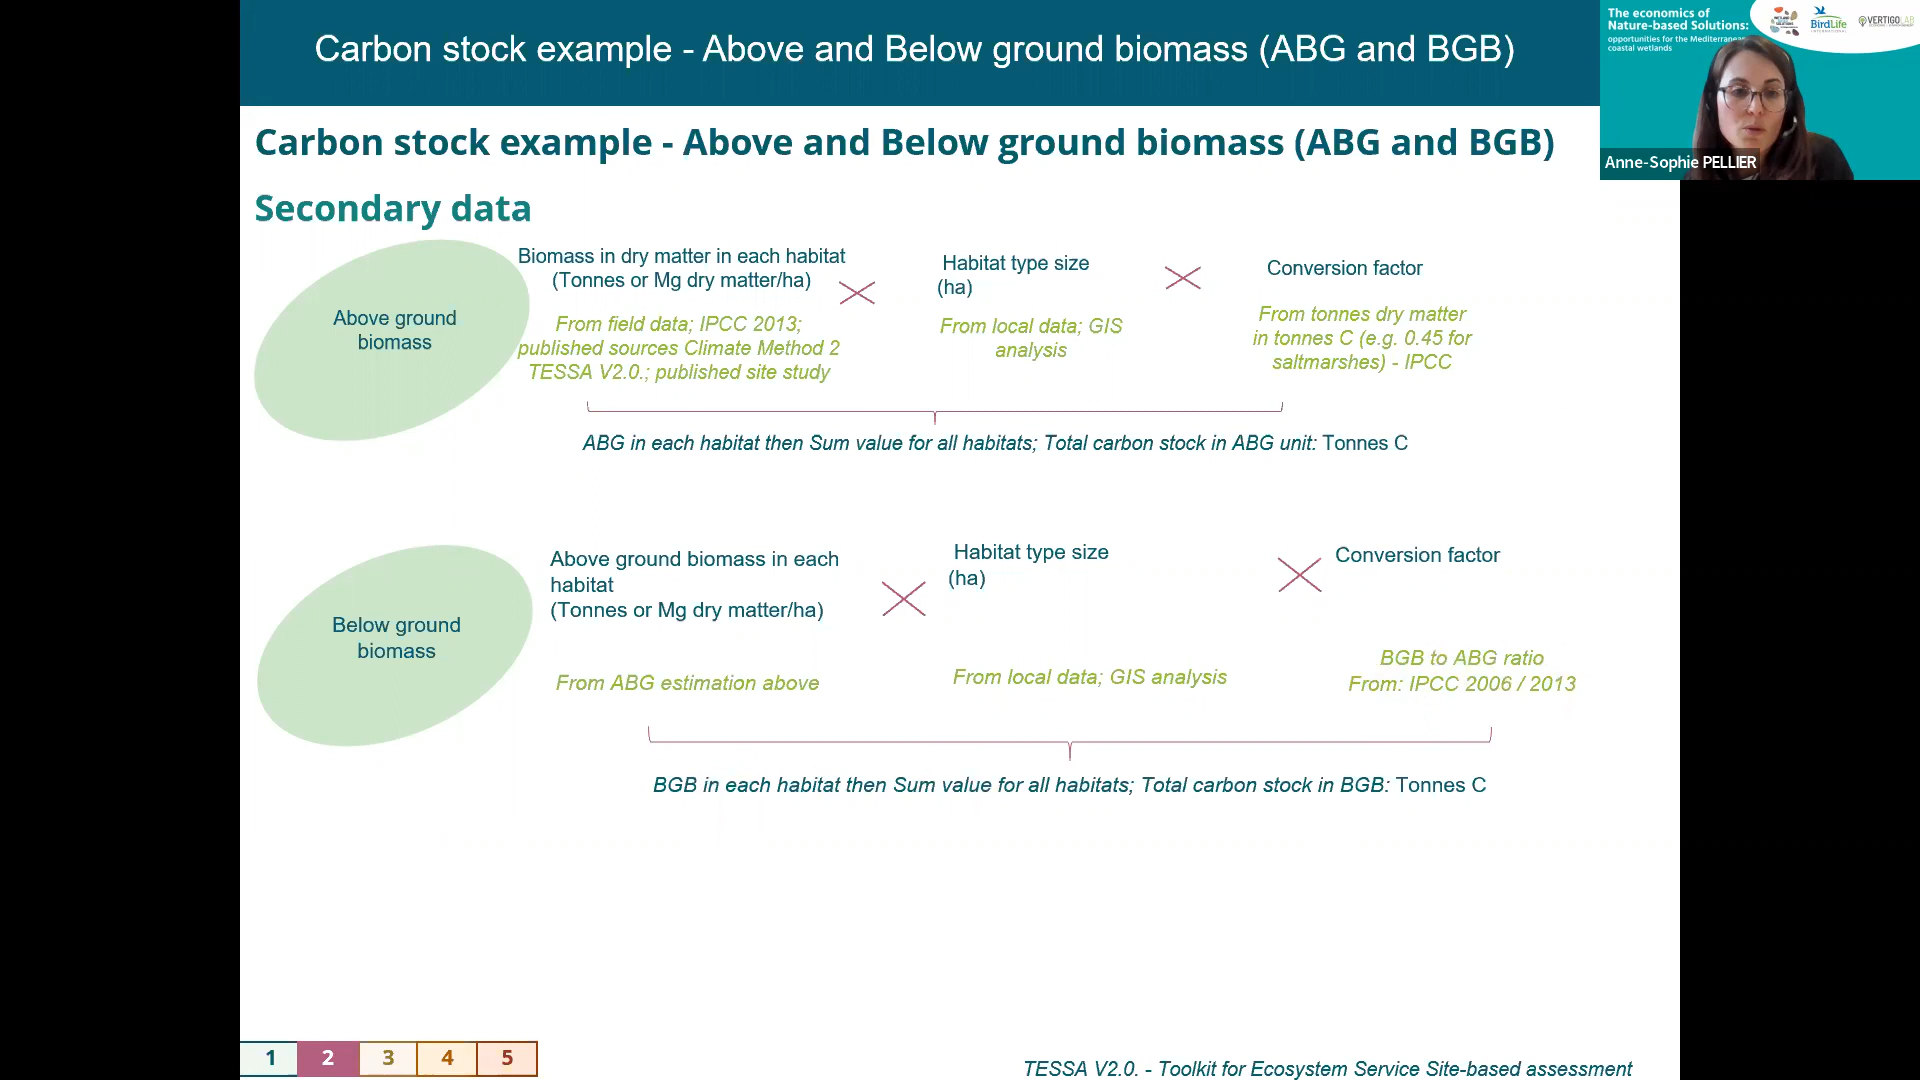 Carbon stock example - Above and Below ground biomass (ABG and BGB)
The economics of
Nature-based Solutions:
opportunities for the Mediterranean
coastal wetlands
BirdLife
INTERNATIONAL
VERTIGOLAB
Anne-Sophie PELLIER
Carbon stock example - Above and Below ground biomass (ABG and BGB)
Secondary data
Above ground
biomass
Biomass in dry matter in each habitat
(Tonnes or Mg dry matter/ha)
From field data; IPCC 2013;
published sources Climate Method 2
TESSA V2.0.; published site study
Habitat type size
(ha)
From local data; GIS
analysis
Conversion factor
From tonnes dry matter
in tonnes C (e.g. 0.45 for
saltmarshes) - IPCC
ABG in each habitat then Sum value for all habitats; Total carbon stock in ABG unit: Tonnes C
Below ground
biomass
Above ground biomass in each
habitat
(Tonnes or Mg dry matter/ha)
From ABG estimation above
Habitat type size
(ha)
From local data; GIS analysis
Conversion factor
BGB to ABG ratio
From: IPCC 2006 / 2013
BGB in each habitat then Sum value for all habitats; Total carbon stock in BGB: Tonnes C
1 2 3 4 5
TESSA V2.0. - Toolkit for Ecosystem Service Site-based assessment